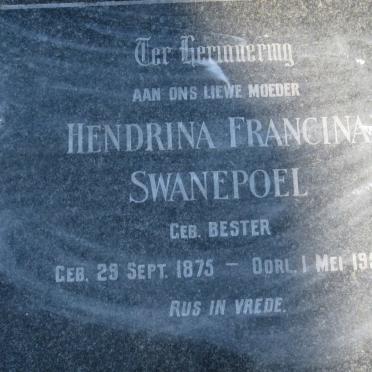 Ter Herinnering
AAN ONS LIEWE MOEDER
HENDRINA FRANCINA
SWANEPOEL
GEB. BESTER
GEB. 29 SEPT. 1875 — OORL. 1 MEI
RUS IN VREDE.